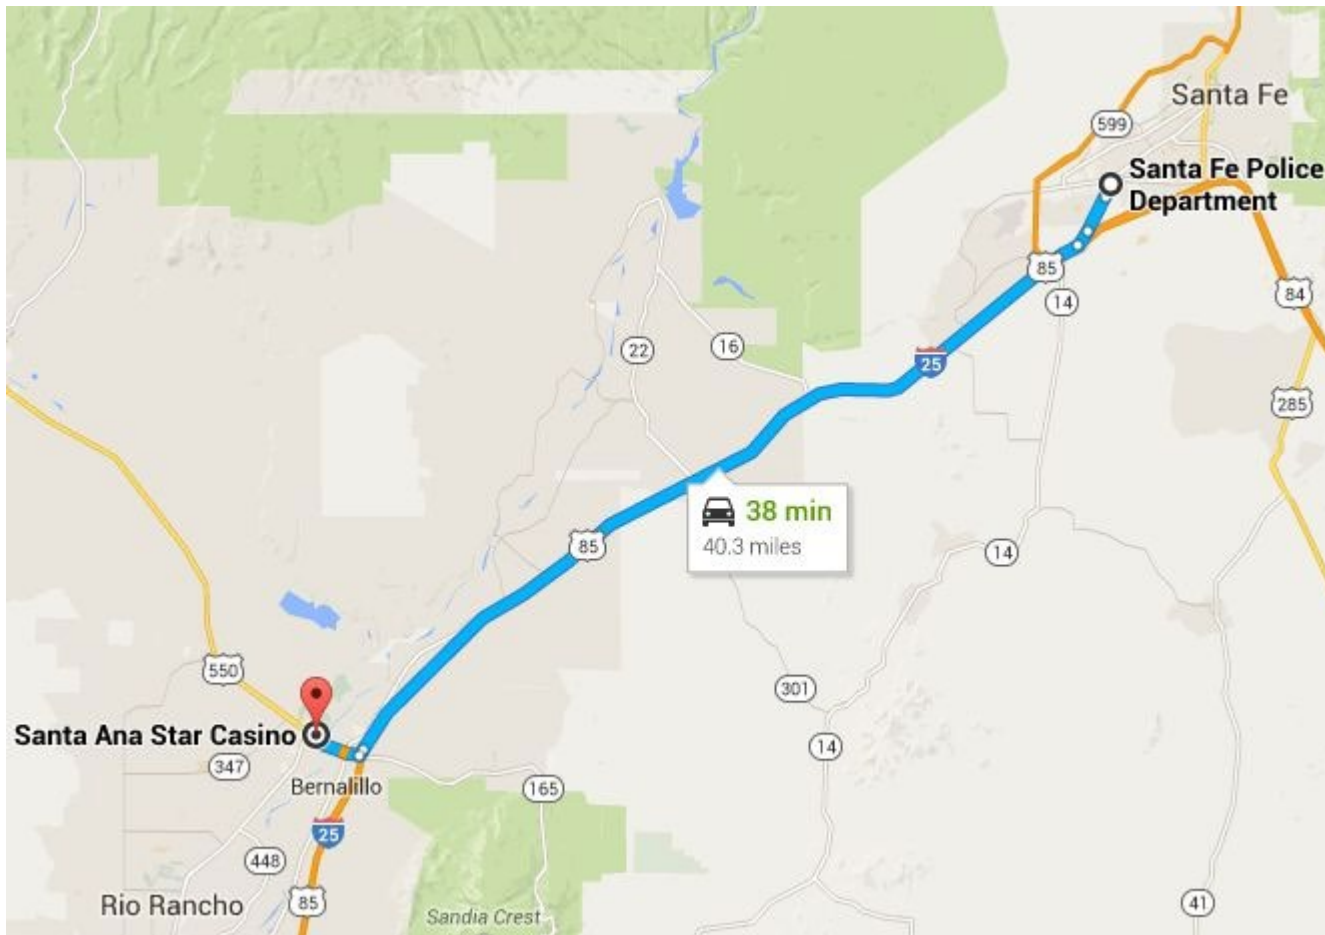 Santa Fe
599
Santa Fe Police
Department
85
14
84
22
16
25
285
38 min
40.3 miles
85
14
550
301
Santa Ana Star Casino
14
347
Bernalillo
165
25
448
Rio Rancho
85
Sandia Crest
41